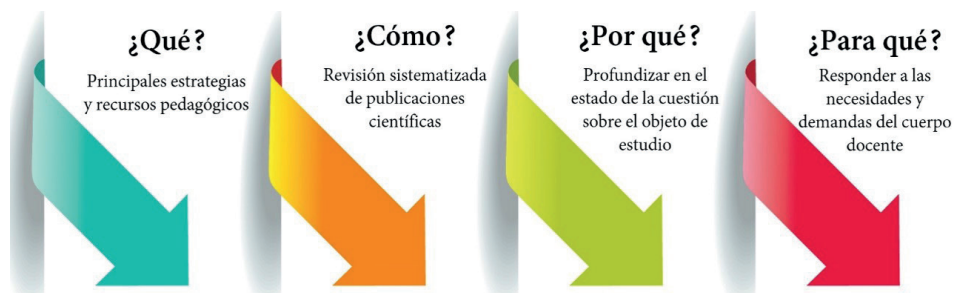 ¿Qué?
Principales estrategias
y recursos pedagógicos
¿Cómo?
Revisión sistematizada
de publicaciones
científicas
¿Por qué?
Profundizar en el
estado de la cuestión
sobre el objeto de
estudio
¿Para qué?
Responder a las
necesidades y
demandas del cuerpo
docente